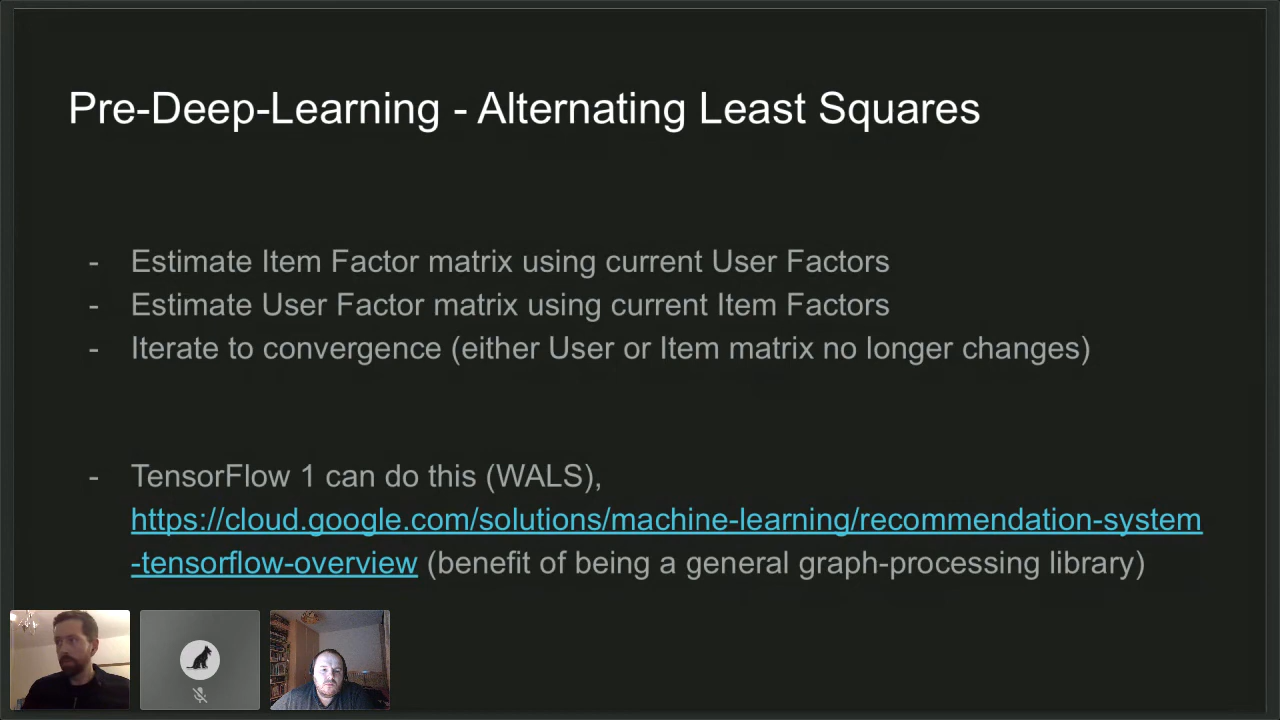 Pre-Deep-Learning - Alternating Least Squares
- Estimate Item Factor matrix using current User Factors
- Estimate User Factor matrix using current Item Factors
- Iterate to convergence (either User or Item matrix no longer changes)
- TensorFlow 1 can do this (WALS),
https://cloud.google.com/solutions/machine-learning/recommendation-system
-tensorflow-overview (benefit of being a general graph-processing library)